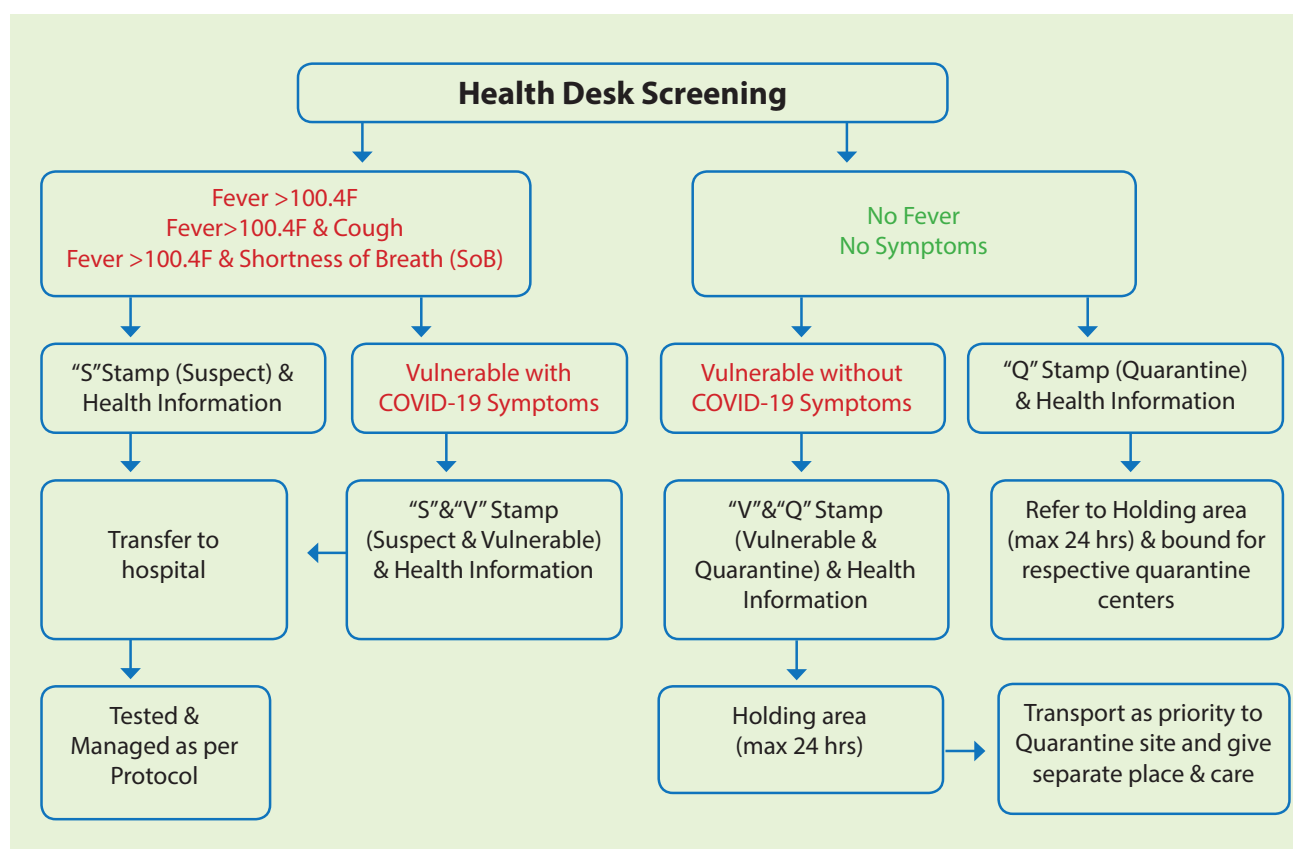 Health Desk Screening
Fever >100.4F
Fever>100.4F & Cough
Fever >100.4F & Shortness of Breath (SoB)
No Fever
No Symptoms
“S”Stamp (Suspect) &
Health Information
Vulnerable with
COVID-19 Symptoms
Vulnerable without
COVID-19 Symptoms
“Q” Stamp (Quarantine)
& Health Information
Transfer to
hospital
“S”&“V” Stamp
(Suspect & Vulnerable)
& Health Information
“V”&“Q” Stamp
(Vulnerable &
Quarantine) & Health
Information
Refer to Holding area
(max 24 hrs) & bound for
respective quarantine
centers
Tested &
Managed as per
Protocol
Holding area
(max 24 hrs)
Transport as priority to
Quarantine site and give
separate place & care